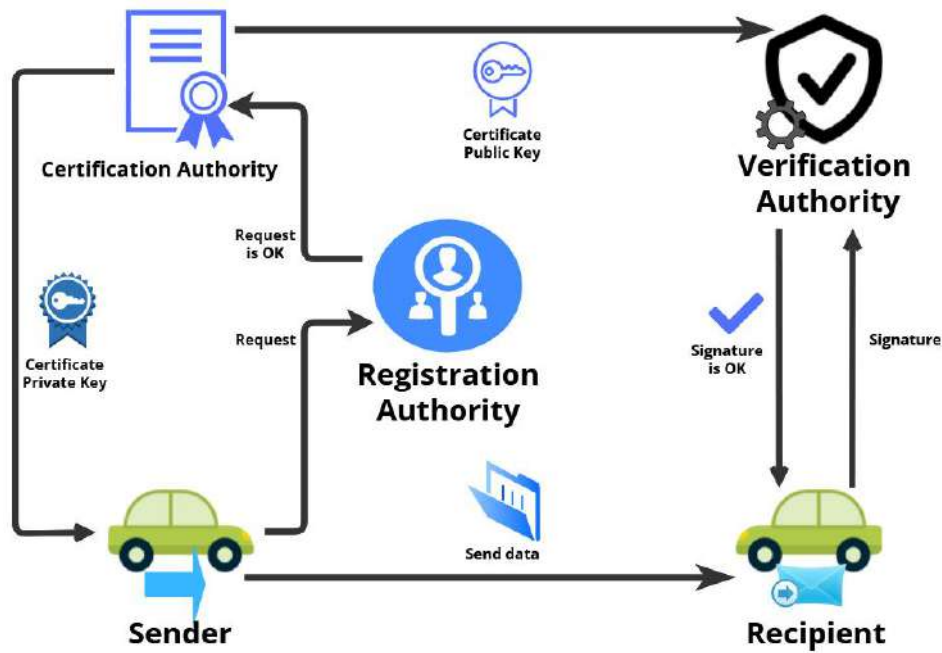 Certificate
Public Key
Certification Authority
Verification
Authority
Request
is OK
Certificate
Private Key
Request
Registration
Authority
Signature
is OK
Signature
Send data
Sender
Recipient